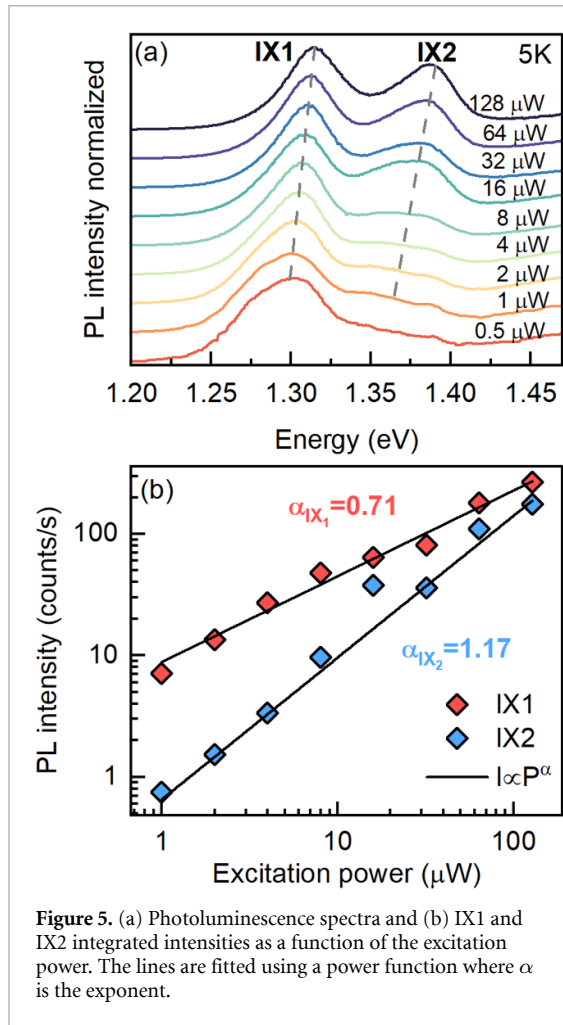 (a) IX1 IX2 5K
128 μW
64 μW
32 μW
16 μW
8 μW
4 μW
2 μW
1 μW
0.5 μW
PL intensity normalized
1.20 1.25 1.30 1.35 1.40 1.45
Energy (eV)
(b)
αIX₁=0.71
αIX₂=1.17
IX1
IX2
I∝P^α
100
10
1
PL intensity (counts/s)
1 10 100
Excitation power (μW)
Figure 5. (a) Photoluminescence spectra and (b) IX1 and
IX2 integrated intensities as a function of the excitation
power. The lines are fitted using a power function where α
is the exponent.